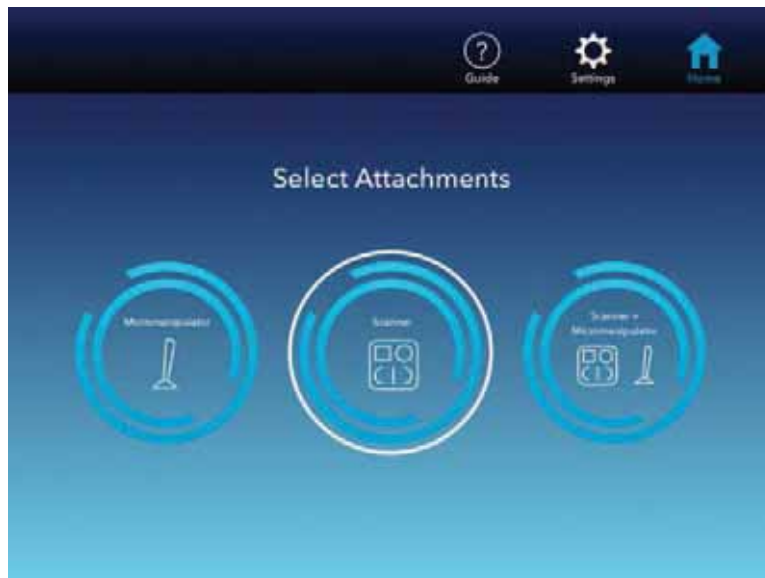 Guide
Settings
Home
Select Attachments
Micromanipulator
Scanner
Scanner +
Micromanipulator